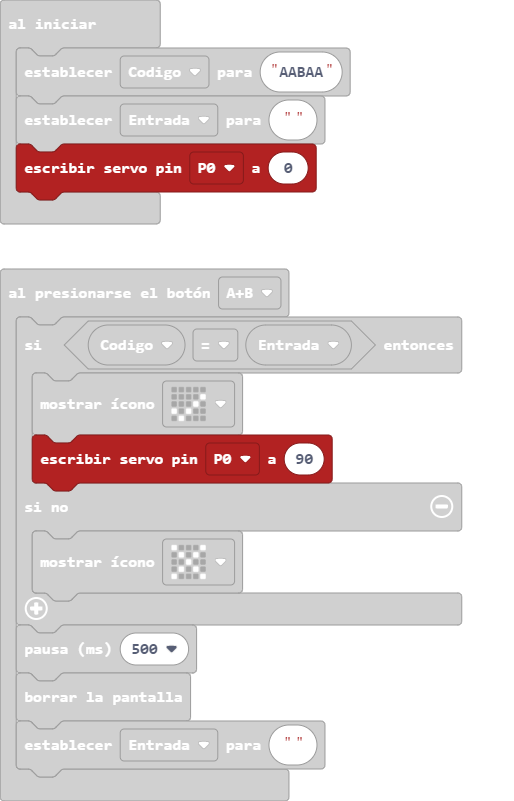 al iniciar
establecer Codigo para "AABAA"
establecer Entrada para " "
escribir servo pin P0 a 0
al presionarse el botón A+B
si Codigo = Entrada entonces
mostrar ícono
escribir servo pin P0 a 90
si no
mostrar ícono
pausa (ms) 500
borrar la pantalla
establecer Entrada para " "